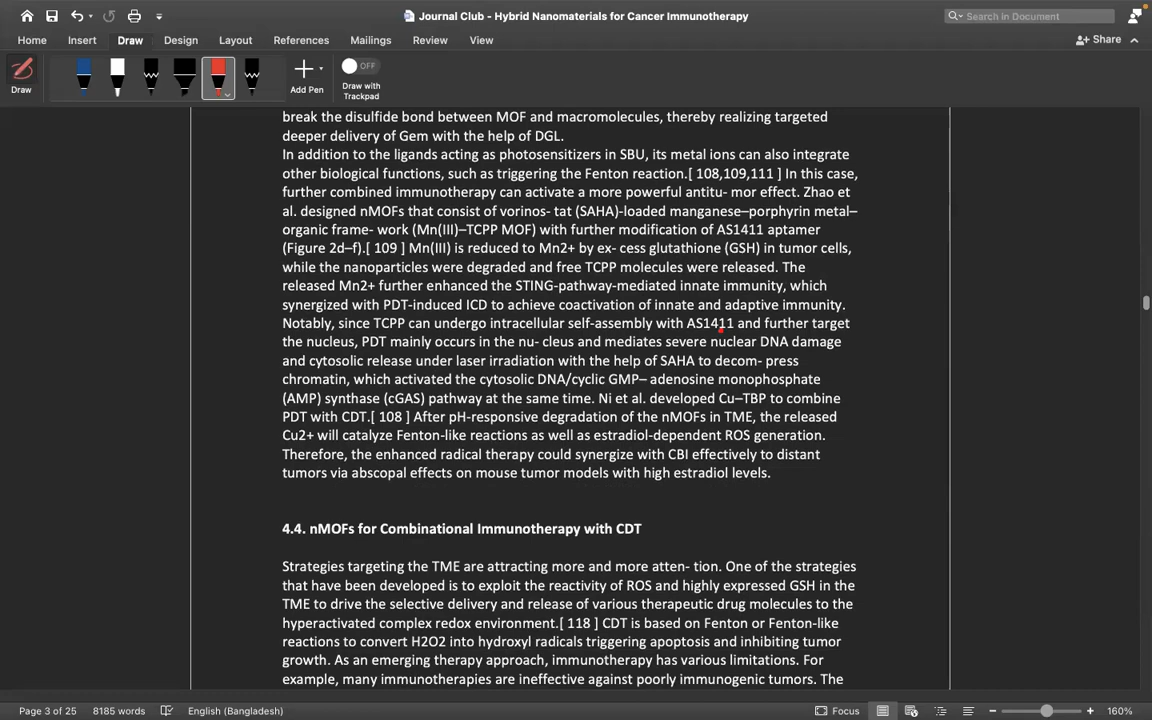 Journal Club - Hybrid Nanomaterials for Cancer Immunotherapy
Search in Document
Home Insert Draw Design Layout References Mailings Review View
Share
OFF
Draw
Add Pen
Draw with
Trackpad
break the disulfide bond between MOF and macromolecules, thereby realizing targeted
deeper delivery of Gem with the help of DGL.
In addition to the ligands acting as photosensitizers in SBU, its metal ions can also integrate
other biological functions, such as triggering the Fenton reaction.[ 108,109,111 ] In this case,
further combined immunotherapy can activate a more powerful antitu- mor effect. Zhao et
al. designed nMOFs that consist of vorinos- tat (SAHA)-loaded manganese–porphyrin metal–
organic frame- work (Mn(III)–TCPP MOF) with further modification of AS1411 aptamer
(Figure 2d–f).[ 109 ] Mn(III) is reduced to Mn2+ by ex- cess glutathione (GSH) in tumor cells,
while the nanoparticles were degraded and free TCPP molecules were released. The
released Mn2+ further enhanced the STING-pathway-mediated innate immunity, which
synergized with PDT-induced ICD to achieve coactivation of innate and adaptive immunity.
Notably, since TCPP can undergo intracellular self-assembly with AS1411 and further target
the nucleus, PDT mainly occurs in the nu- cleus and mediates severe nuclear DNA damage
and cytosolic release under laser irradiation with the help of SAHA to decom- press
chromatin, which activated the cytosolic DNA/cyclic GMP– adenosine monophosphate
(AMP) synthase (cGAS) pathway at the same time. Ni et al. developed Cu–TBP to combine
PDT with CDT.[ 108 ] After pH-responsive degradation of the nMOFs in TME, the released
Cu2+ will catalyze Fenton-like reactions as well as estradiol-dependent ROS generation.
Therefore, the enhanced radical therapy could synergize with CBI effectively to distant
tumors via abscopal effects on mouse tumor models with high estradiol levels.
4.4. nMOFs for Combinational Immunotherapy with CDT
Strategies targeting the TME are attracting more and more atten- tion. One of the strategies
that have been developed is to exploit the reactivity of ROS and highly expressed GSH in the
TME to drive the selective delivery and release of various therapeutic drug molecules to the
hyperactivated complex redox environment.[ 118 ] CDT is based on Fenton or Fenton-like
reactions to convert H2O2 into hydroxyl radicals triggering apoptosis and inhibiting tumor
growth. As an emerging therapy approach, immunotherapy has various limitations. For
example, many immunotherapies are ineffective against poorly immunogenic tumors. The
Page 3 of 25 8185 words English (Bangladesh) Focus 160%